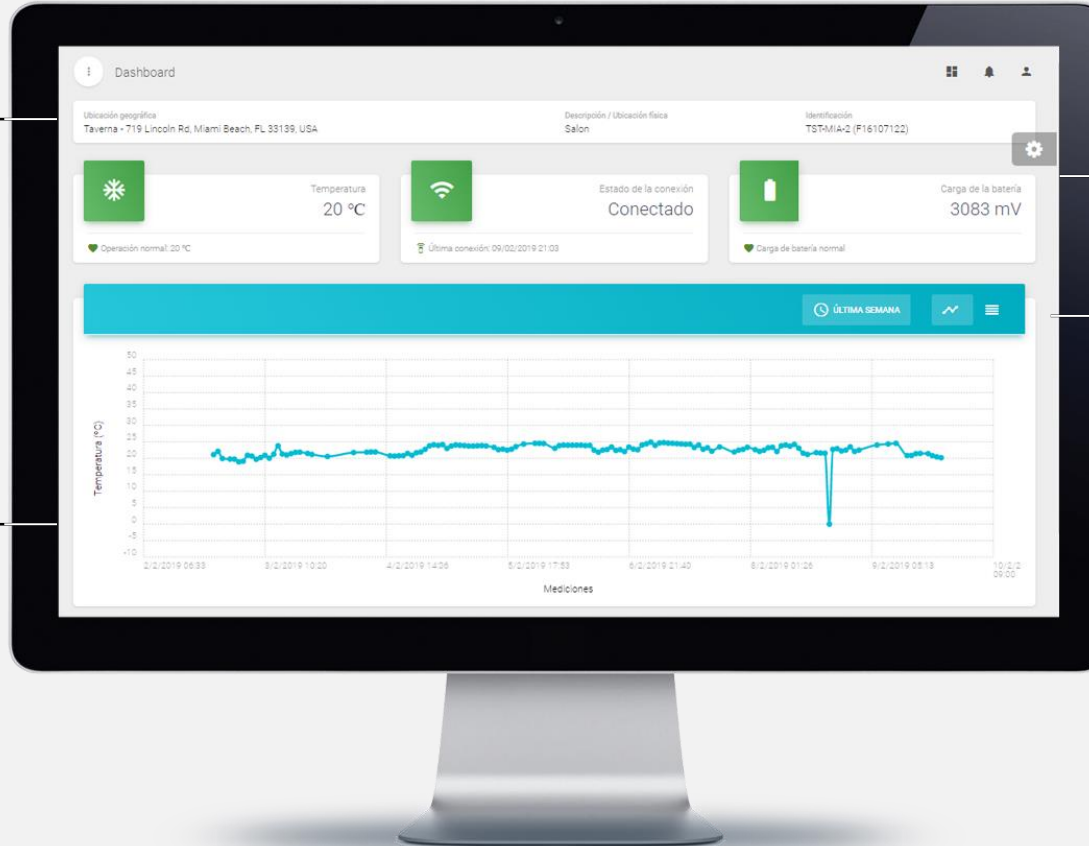 Dashboard
Ubicación geográfica
Taverna - 719 Lincoln Rd, Miami Beach, FL 33139, USA
Descripción / Ubicación física
Salon
Identificación
TST-MIA-2 (F16107122)
Temperatura
20 ºC
Operación normal: 20 ºC
Estado de la conexión
Conectado
Última conexión: 09/02/2019 21:03
Carga de la batería
3083 mV
Carga de batería normal
ÚLTIMA SEMANA
Temperatura (ºC)
50
45
40
35
30
25
20
15
10
5
0
-5
-10
2/2/2019 06:33
3/2/2019 10:20
4/2/2019 14:06
5/2/2019 17:53
6/2/2019 21:40
8/2/2019 01:26
9/2/2019 05:13
10/2/2
09:00
Mediciones